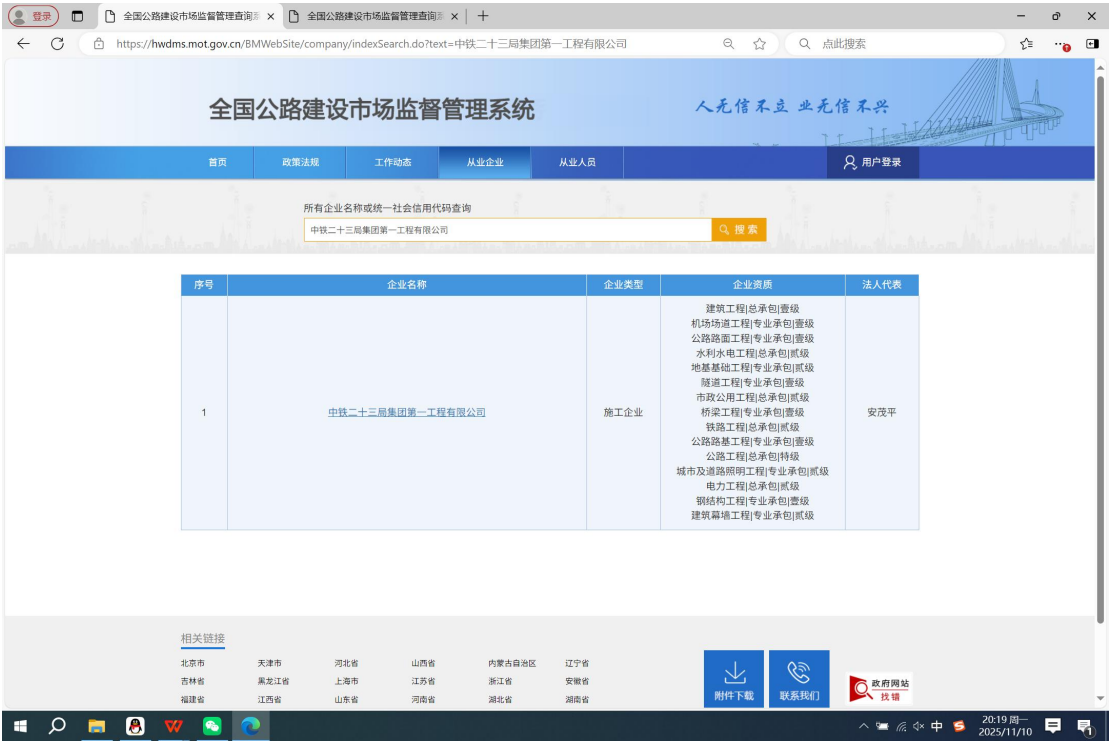 登录
全国公路建设市场监督管理查询系
全国公路建设市场监督管理查询系
https://hwdms.mot.gov.cn/BMWebSite/company/indexSearch.do?text=中铁二十三局集团第一工程有限公司
点此搜索
全国公路建设市场监督管理系统
人无信不立 业无信不兴
首页 政策法规 工作动态 从业企业 从业人员 用户登录
所有企业名称或统一社会信用代码查询
中铁二十三局集团第一工程有限公司 搜索
序号 企业名称 企业类型 企业资质 法人代表
1 中铁二十三局集团第一工程有限公司 施工企业
建筑工程|总承包|壹级
机场场道工程|专业承包|壹级
公路路面工程|专业承包|壹级
水利水电工程|总承包|贰级
地基基础工程|专业承包|贰级
隧道工程|专业承包|壹级
市政公用工程|总承包|贰级
桥梁工程|专业承包|壹级
铁路工程|总承包|贰级
公路路基工程|专业承包|壹级
公路工程|总承包|特级
城市及道路照明工程|专业承包|贰级
电力工程|总承包|贰级
钢结构工程|专业承包|壹级
建筑幕墙工程|专业承包|贰级
安茂平
相关链接
北京市 天津市 河北省 山西省 内蒙古自治区 辽宁省
吉林省 黑龙江省 上海市 江苏省 浙江省 安徽省
福建省 江西省 山东省 河南省 湖北省 湖南省
附件下载 联系我们
政府网站
找错
中
20:19 周一
2025/11/10